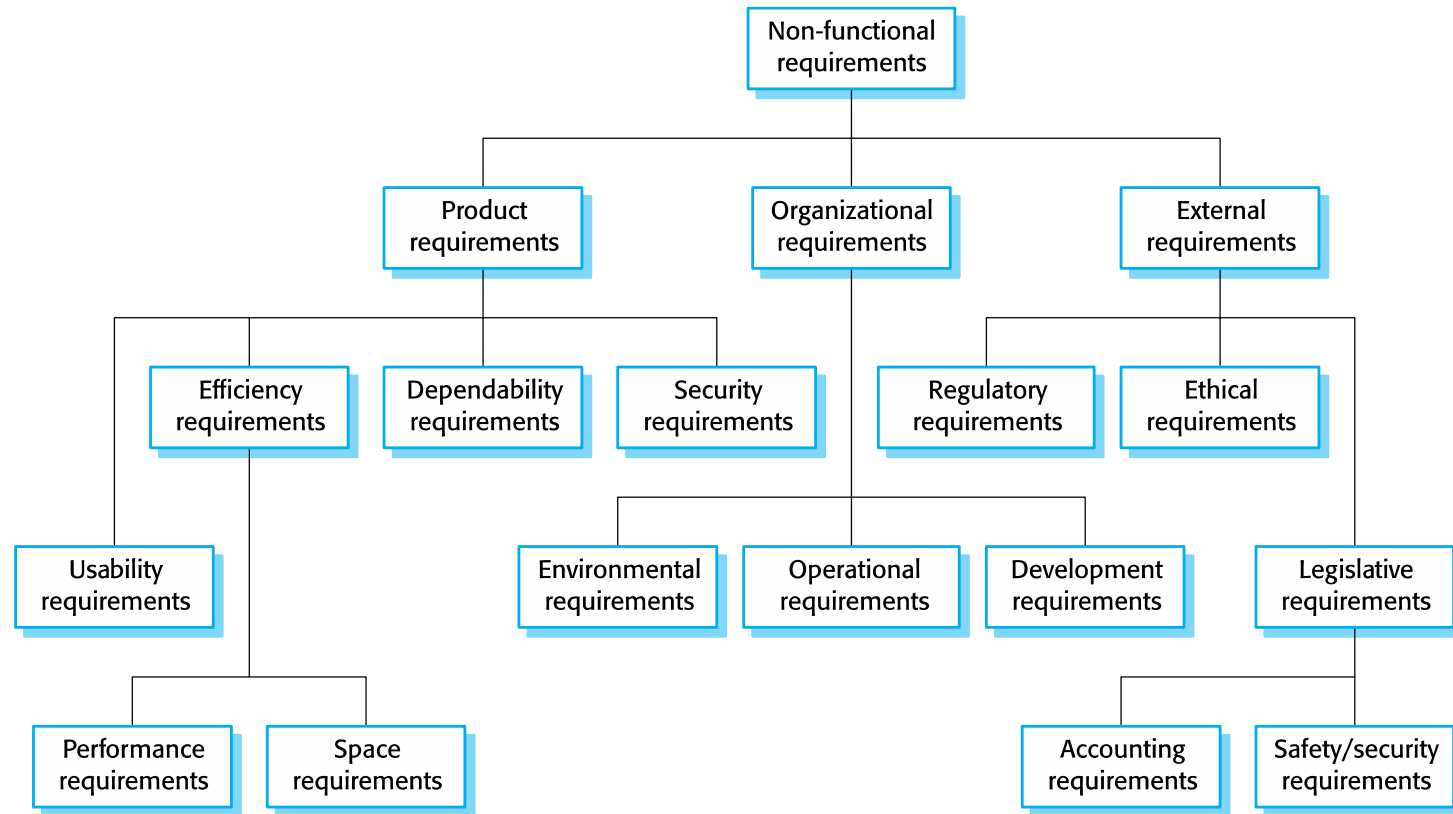 Non-functional
requirements
Product
requirements
Organizational
requirements
External
requirements
Efficiency
requirements
Dependability
requirements
Security
requirements
Regulatory
requirements
Ethical
requirements
Usability
requirements
Environmental
requirements
Operational
requirements
Development
requirements
Legislative
requirements
Performance
requirements
Space
requirements
Accounting
requirements
Safety/security
requirements